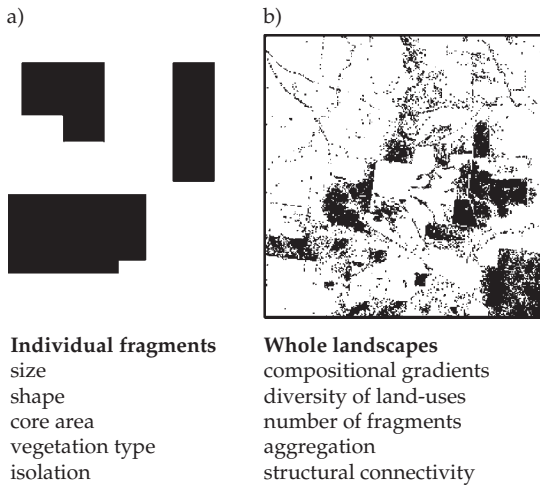 a)
b)
Individual fragments
size
shape
core area
vegetation type
isolation
Whole landscapes
compositional gradients
diversity of land-uses
number of fragments
aggregation
structural connectivity